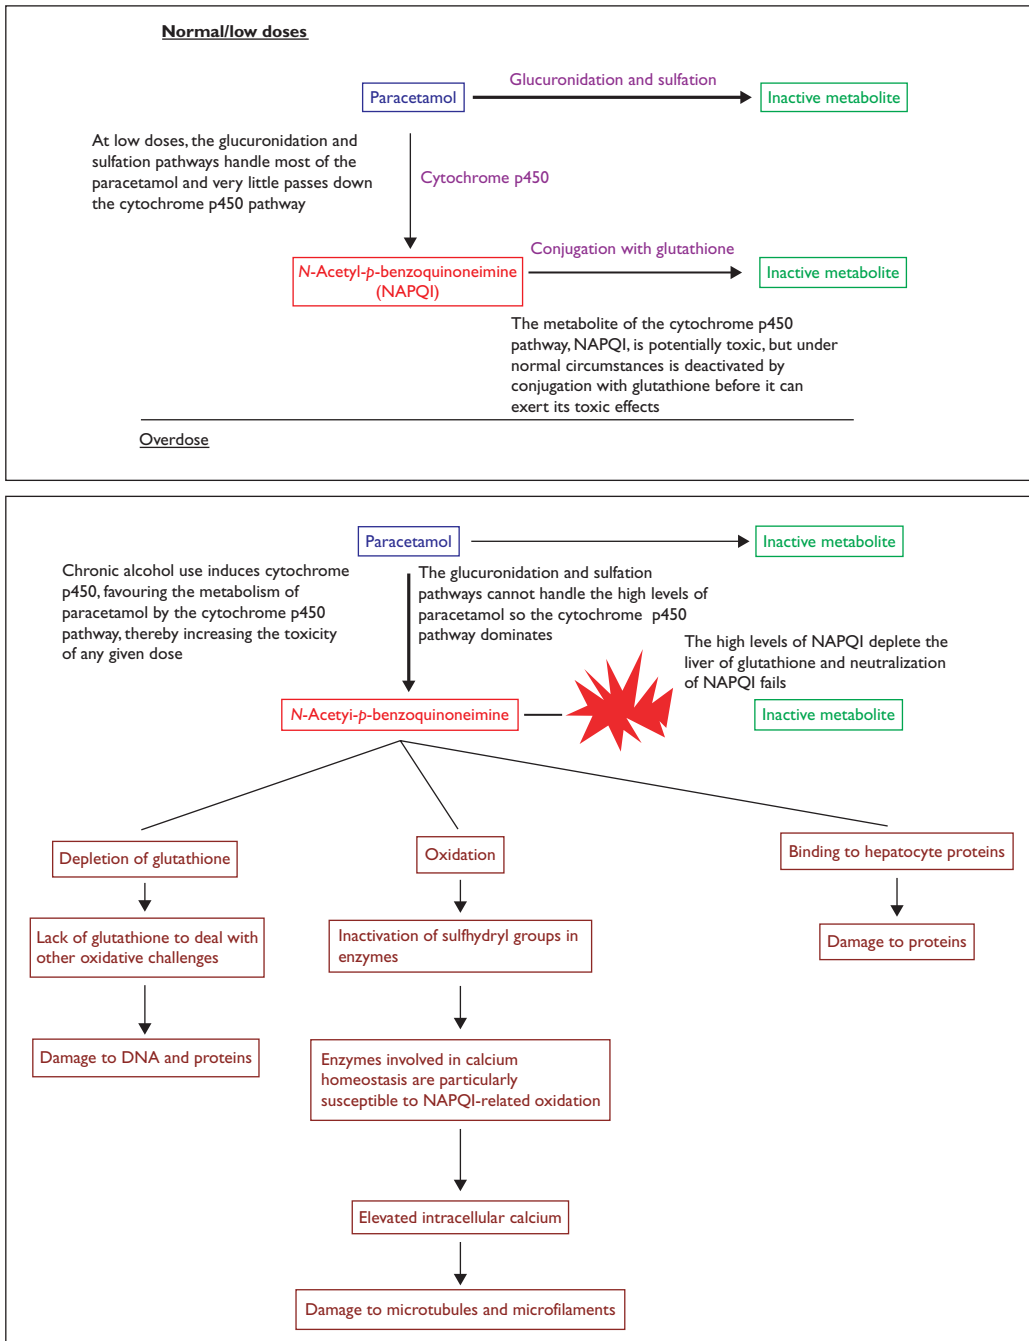 Normal/low doses
Glucuronidation and sulfation
Paracetamol
Inactive metabolite
At low doses, the glucuronidation and
sulfation pathways handle most of the
paracetamol and very little passes down
the cytochrome p450 pathway
Cytochrome p450
N-Acetyl-p-benzoquinoneimine
(NAPQI)
Conjugation with glutathione
Inactive metabolite
The metabolite of the cytochrome p450
pathway, NAPQI, is potentially toxic, but under
normal circumstances is deactivated by
conjugation with glutathione before it can
exert its toxic effects
Overdose
Paracetamol
Inactive metabolite
Chronic alcohol use induces cytochrome
p450, favouring the metabolism of
paracetamol by the cytochrome p450
pathway, thereby increasing the toxicity
of any given dose
The glucuronidation and sulfation
pathways cannot handle the high levels of
paracetamol so the cytochrome p450
pathway dominates
The high levels of NAPQI deplete the
liver of glutathione and neutralization
of NAPQI fails
N-Acetyi-p-benzoquinoneimine
Inactive metabolite
Depletion of glutathione
Lack of glutathione to deal with
other oxidative challenges
Damage to DNA and proteins
Oxidation
Inactivation of sulfhydryl groups in
enzymes
Enzymes involved in calcium
homeostasis are particularly
susceptible to NAPQI-related oxidation
Elevated intracellular calcium
Damage to microtubules and microfilaments
Binding to hepatocyte proteins
Damage to proteins